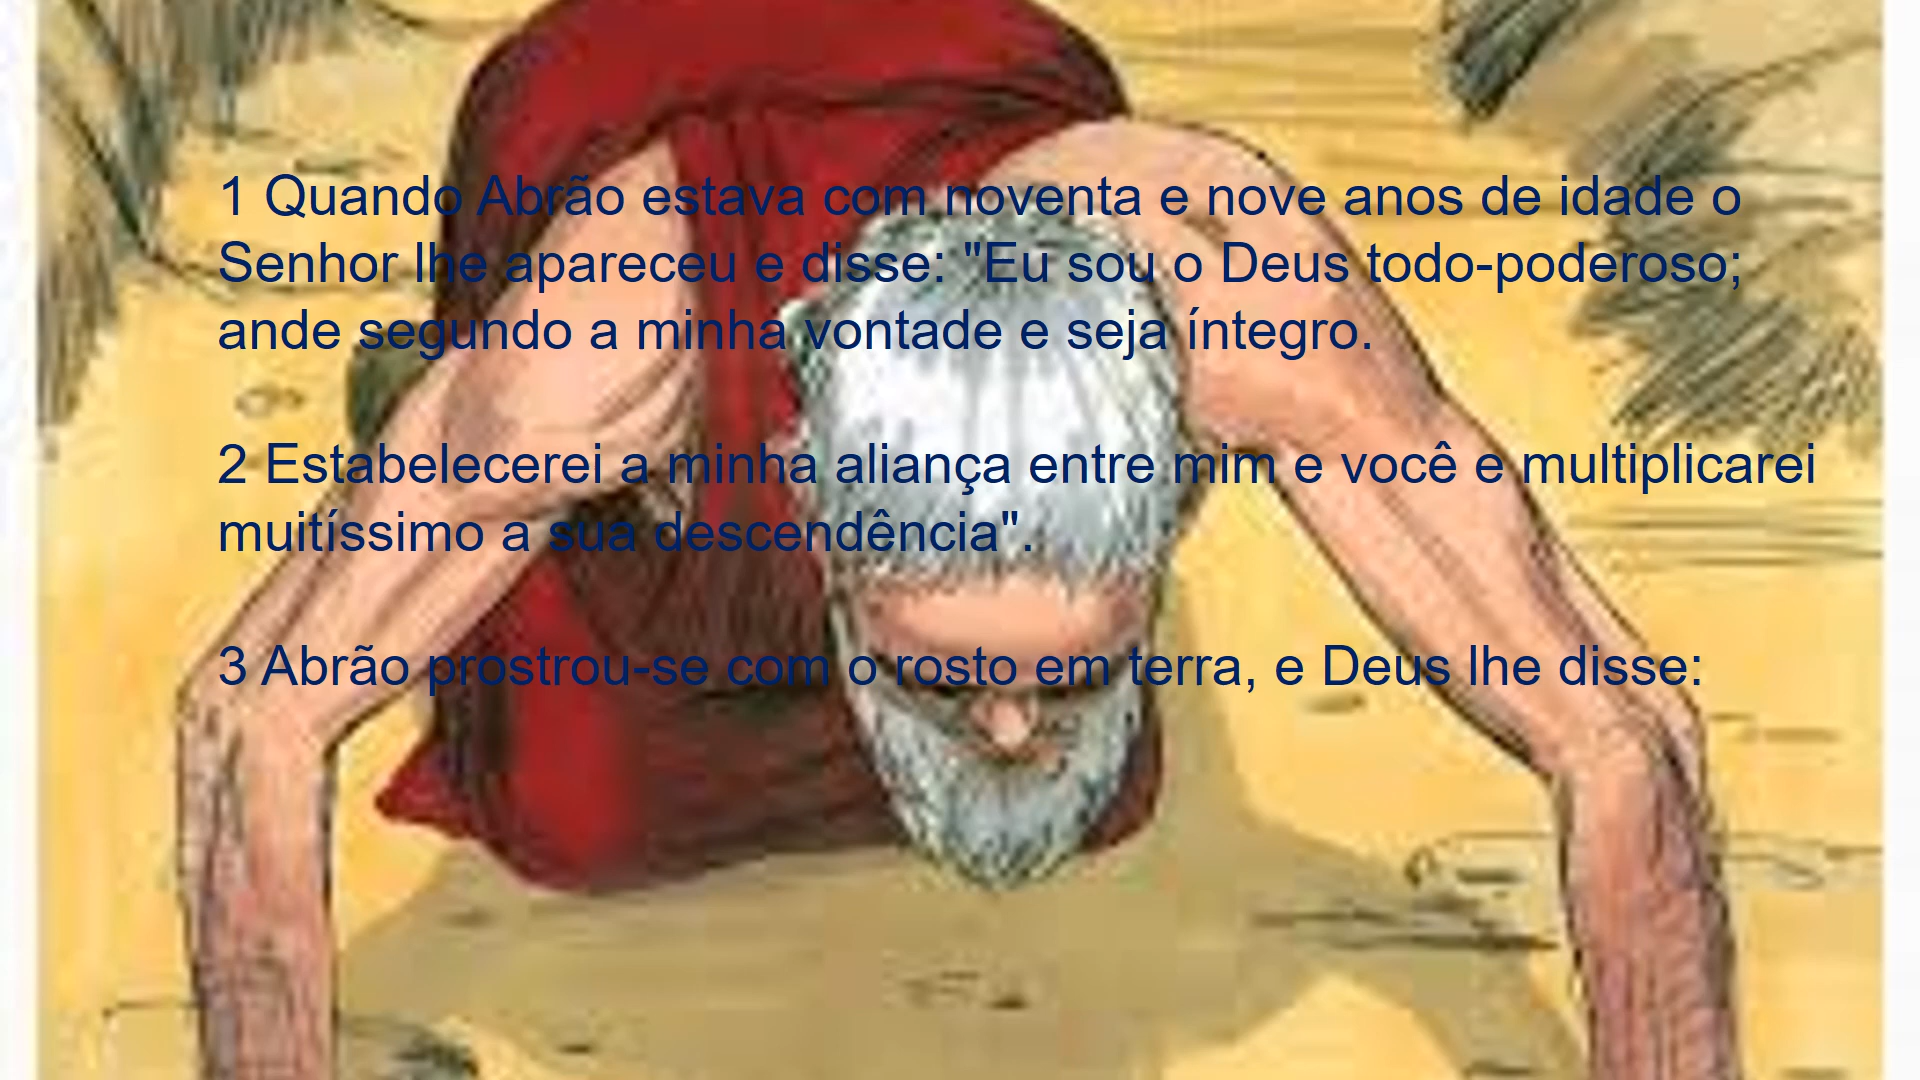 1 Quando Abrão estava com noventa e nove anos de idade o
Senhor lhe apareceu e disse: "Eu sou o Deus todo-poderoso;
ande segundo a minha vontade e seja íntegro.
2 Estabelecerei a minha aliança entre mim e você e multiplicarei
muitíssimo a sua descendência".
3 Abrão prostrou-se com o rosto em terra, e Deus lhe disse: